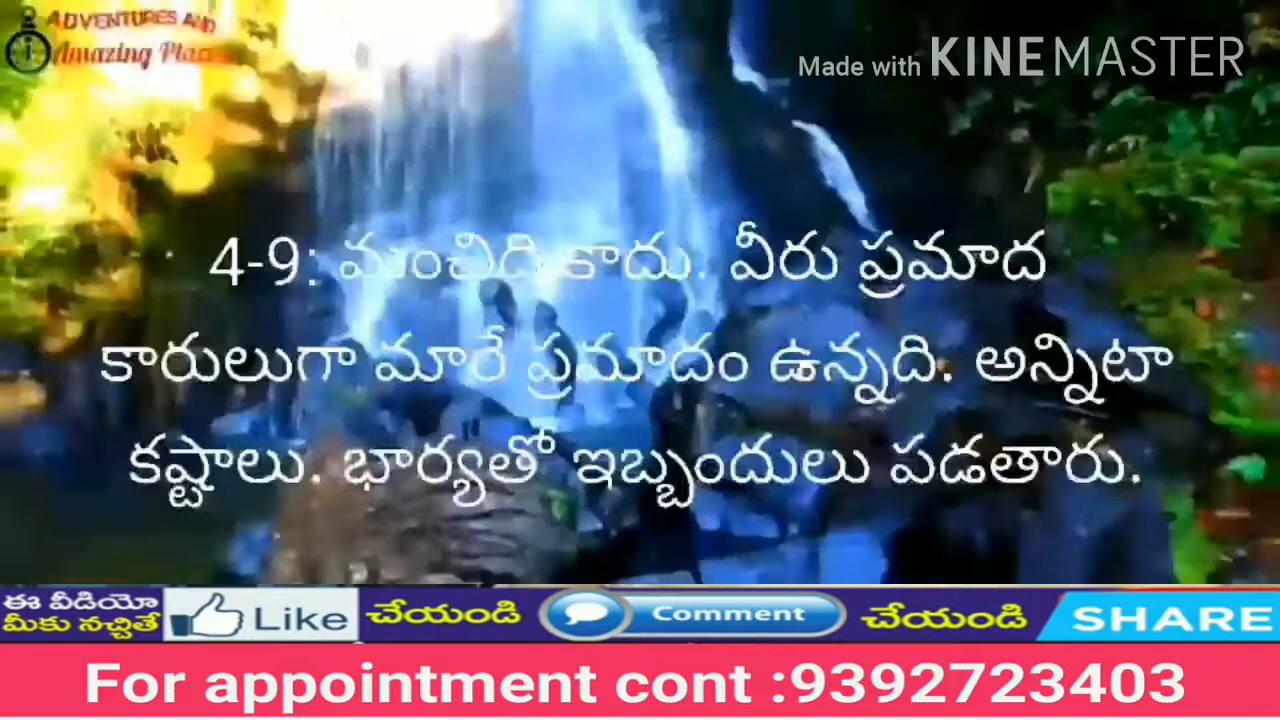 ADVENTURES AND
Amazing Places
Made with KINEMASTER
4-9: మంచిది కాదు. వీరు ప్రమాద
కారులుగా మారే ప్రమాదం ఉన్నది. అన్నిటా
కష్టాలు. భార్యతో ఇబ్బందులు పడతారు.
ఈ వీడియో
మీకు నచ్చితే Like చేయండి Comment చేయండి SHARE
For appointment cont :9392723403